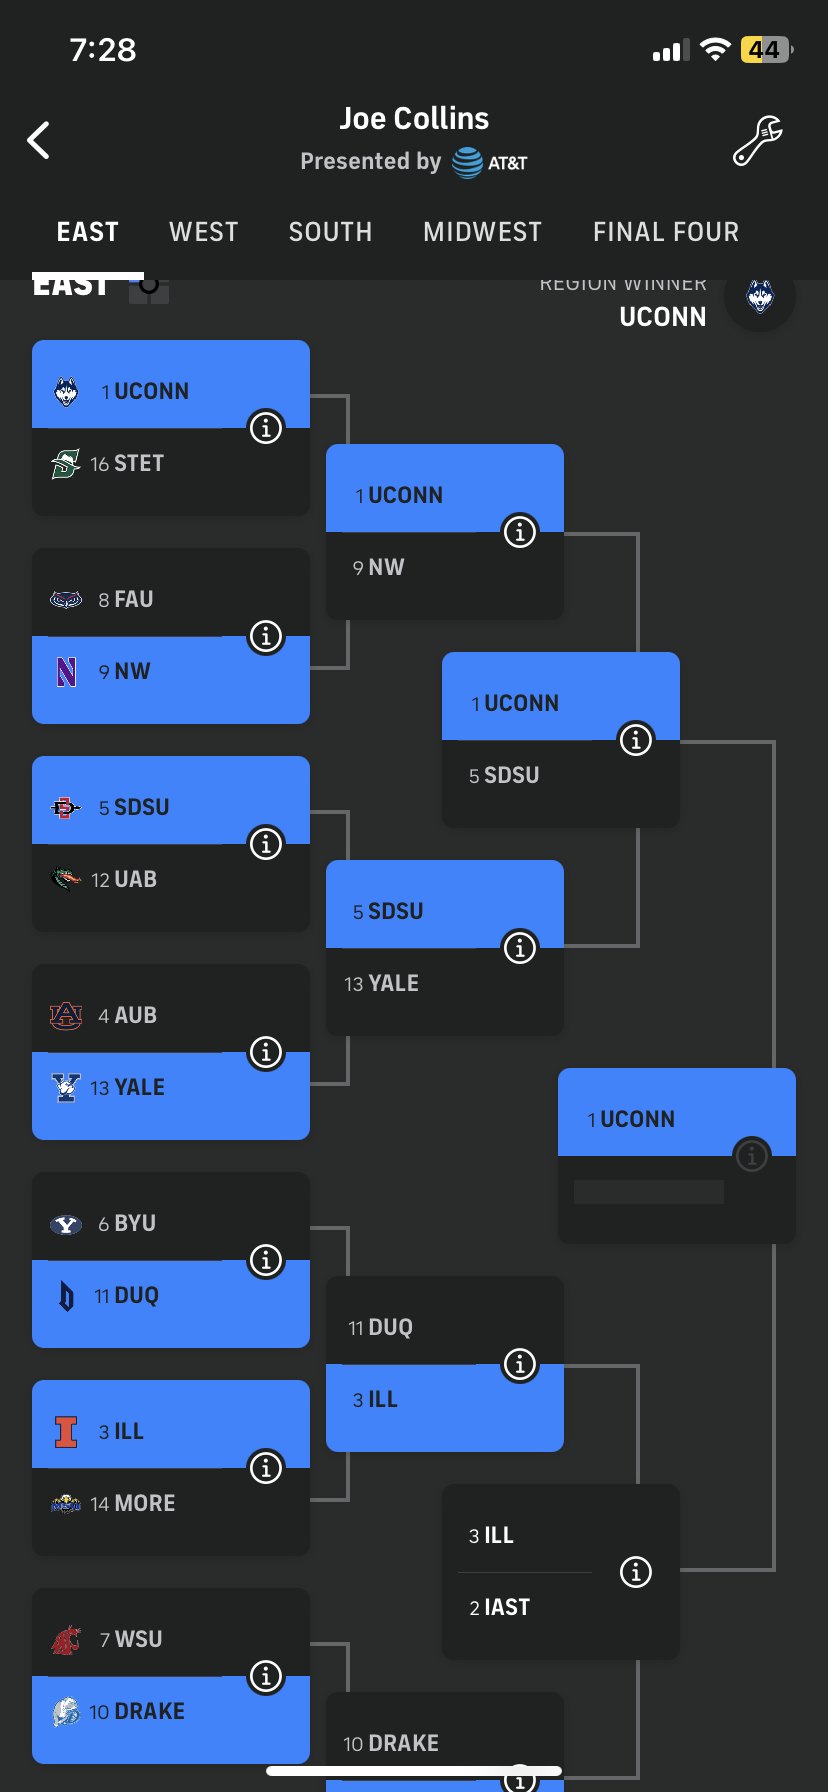 7:28
44
Joe Collins
Presented by AT&T
EAST WEST SOUTH MIDWEST FINAL FOUR
EAST
REGION WINNER
UCONN
1 UCONN
16 STET
8 FAU
9 NW
5 SDSU
12 UAB
4 AUB
13 YALE
6 BYU
11 DUQ
3 ILL
14 MORE
7 WSU
10 DRAKE
1 UCONN
9 NW
5 SDSU
13 YALE
11 DUQ
3 ILL
10 DRAKE
1 UCONN
5 SDSU
3 ILL
2 IAST
1 UCONN